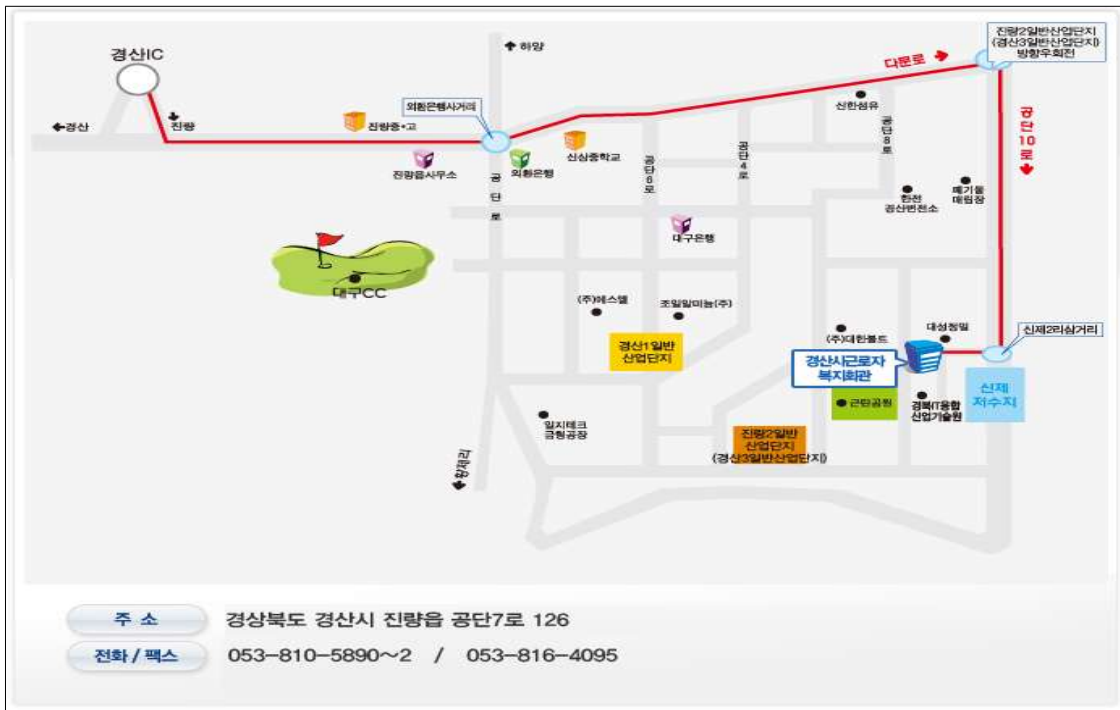 경산IC
하양
진량2일반산업단지
(경산3일반산업단지)
방향우회전
다문로
외환은행사거리
신한섬유
경산
진량
진량중•고
신상중학교
공단8로
공단10로
진량읍사무소
외환은행
공단로
공단6로
공단4로
한전
경산변전소
폐기물
매립장
대구은행
대구CC
(주)에스엘
조일알미늄(주)
(주)대한볼트
대성정밀
신제2리삼거리
경산1일반
산업단지
경산시근로자
복지회관
신제
저수지
근린공원
경북IT융합
산업기술원
일지테크
금형공장
진량2일반
산업단지
(경산3일반산업단지)
황제리
주 소 경상북도 경산시 진량읍 공단7로 126
전화 / 팩스 053-810-5890~2 / 053-816-4095